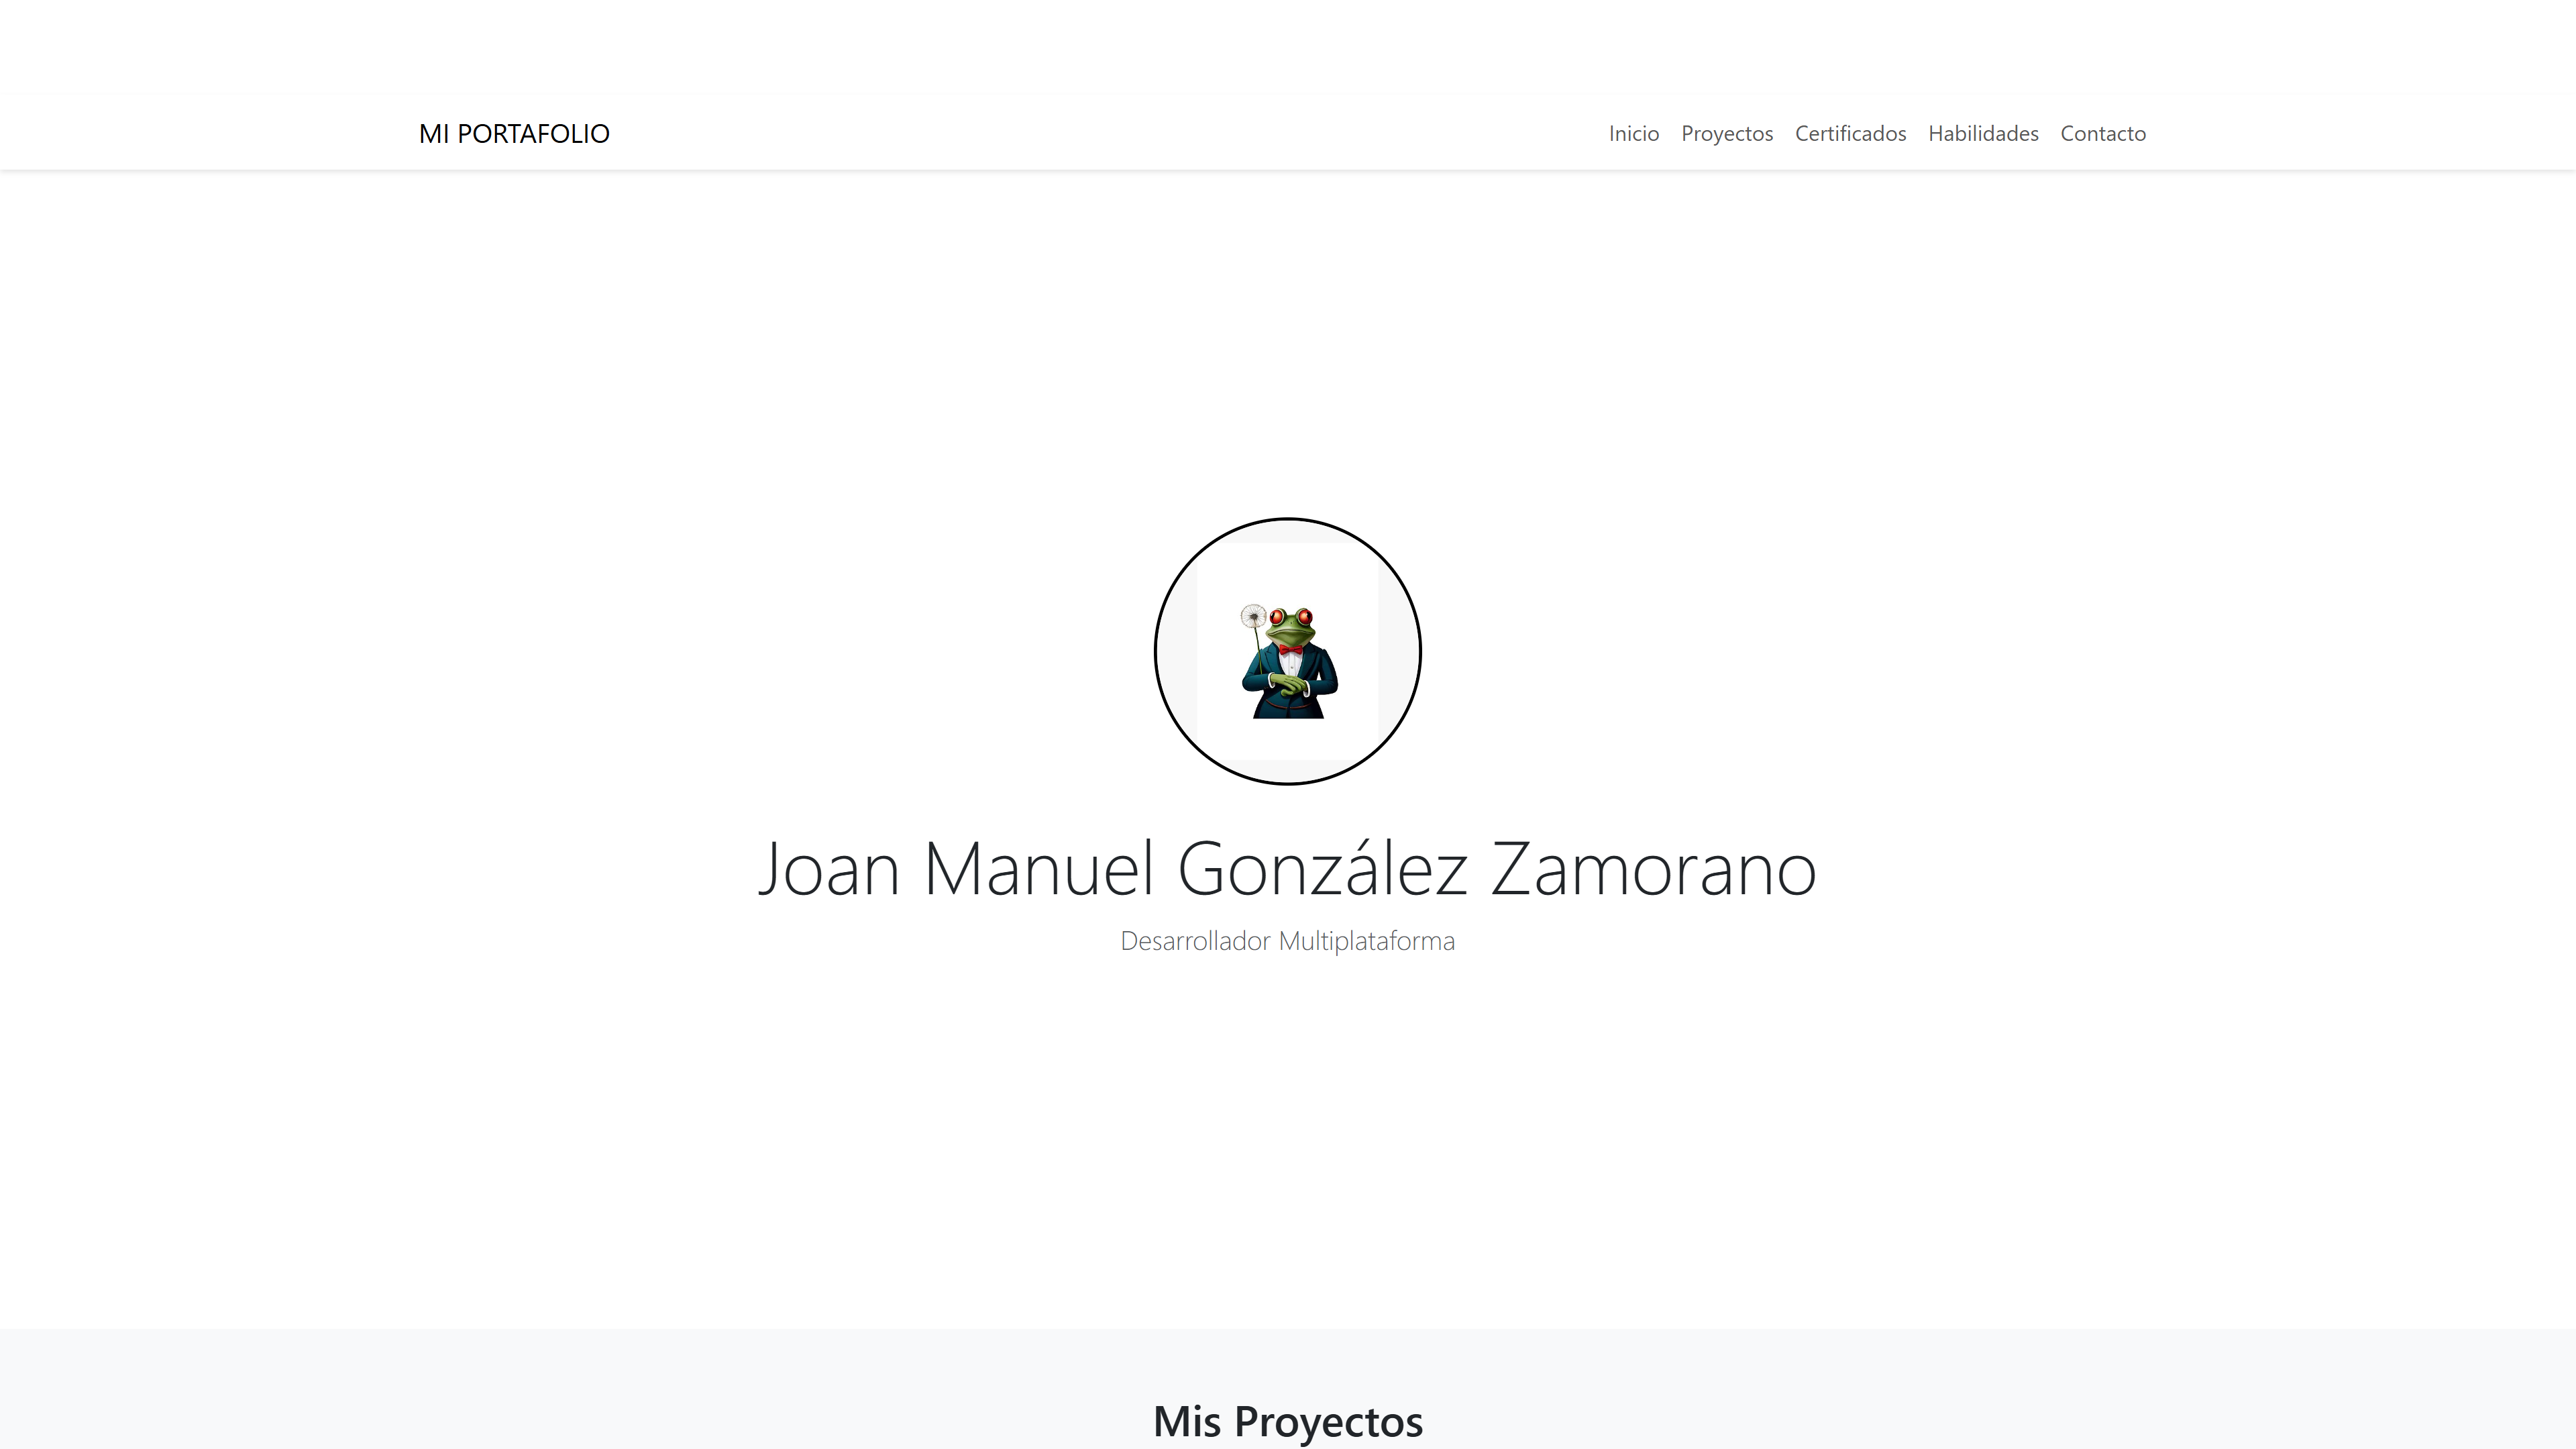 MI PORTAFOLIO
Inicio Proyectos Certificados Habilidades Contacto
Joan Manuel González Zamorano
Desarrollador Multiplataforma
Mis Proyectos